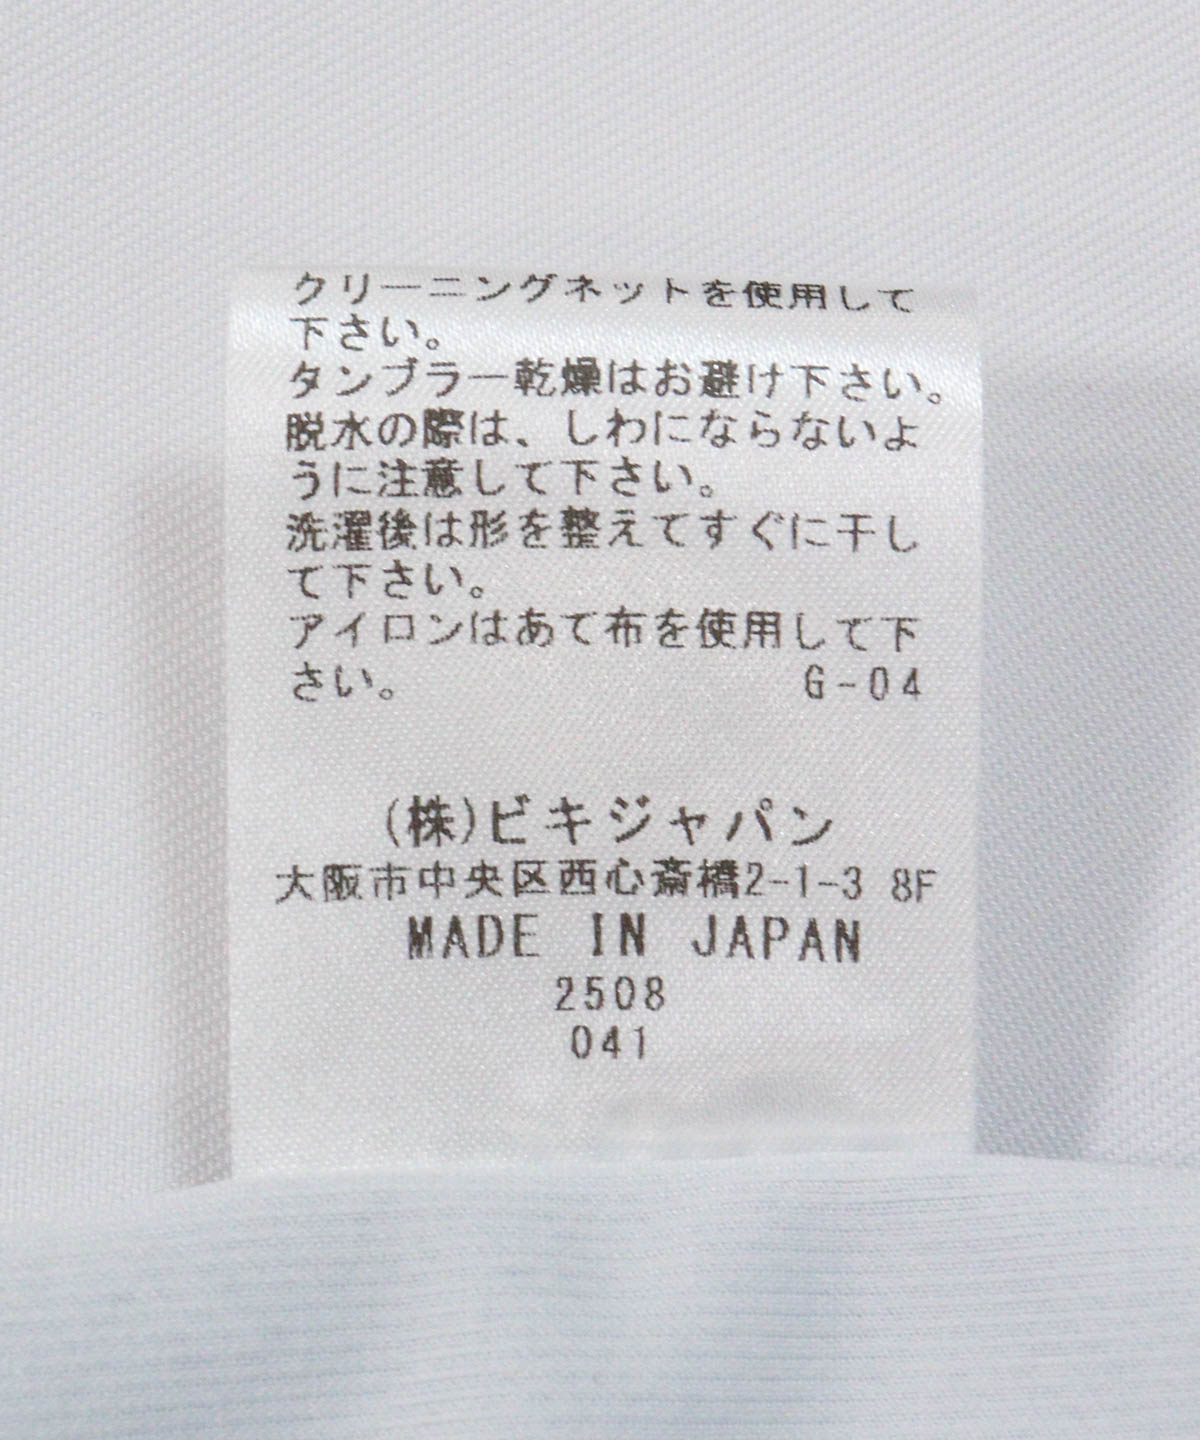 クリーニングネットを使用して
下さい。
タンブラー乾燥はお避け下さい。
脱水の際は、しわにならないよ
うに注意して下さい。
洗濯後は形を整えてすぐに干し
て下さい。
アイロンはあて布を使用して下
さい。 G-04
(株)ビキジャパン
大阪市中央区西心斎橋2-1-3 8F
MADE IN JAPAN
2508
041